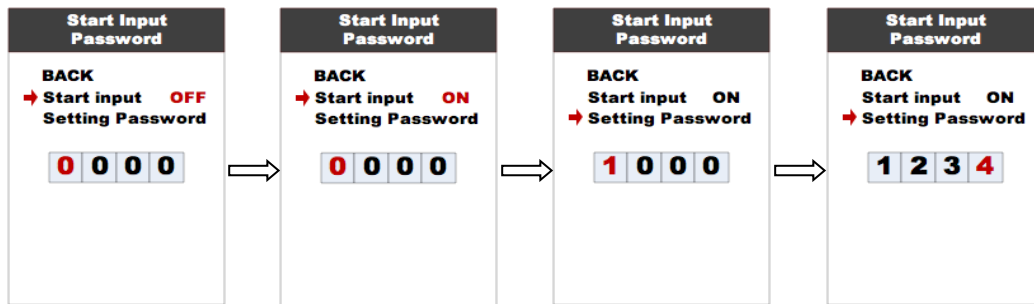 Start Input
Password
BACK
Start input OFF
Setting Password
0 0 0 0
Start Input
Password
BACK
Start input ON
Setting Password
0 0 0 0
Start Input
Password
BACK
Start input ON
Setting Password
1 0 0 0
Start Input
Password
BACK
Start input ON
Setting Password
1 2 3 4